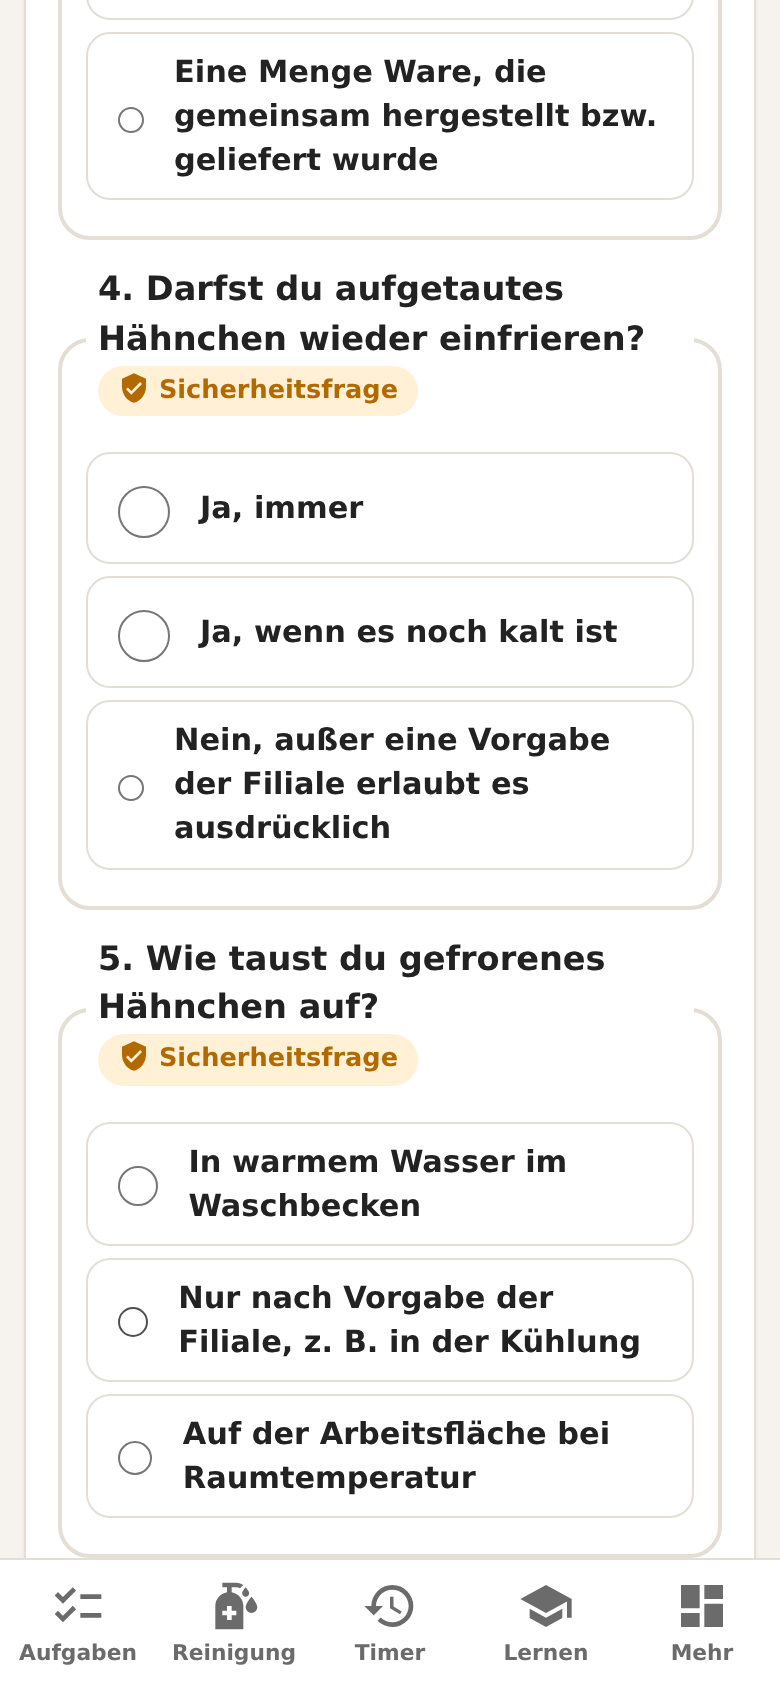 Eine Menge Ware, die
gemeinsam hergestellt bzw.
geliefert wurde
4. Darfst du aufgetautes
Hähnchen wieder einfrieren?
Sicherheitsfrage
Ja, immer
Ja, wenn es noch kalt ist
Nein, außer eine Vorgabe
der Filiale erlaubt es
ausdrücklich
5. Wie taust du gefrorenes
Hähnchen auf?
Sicherheitsfrage
In warmem Wasser im
Waschbecken
Nur nach Vorgabe der
Filiale, z. B. in der Kühlung
Auf der Arbeitsfläche bei
Raumtemperatur
Aufgaben Reinigung Timer Lernen Mehr